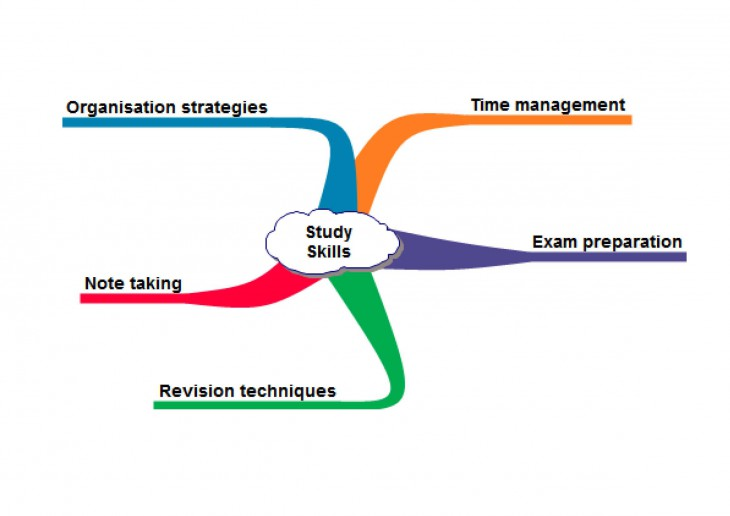 Organisation strategies
Time management
Study
Skills
Exam preparation
Note taking
Revision techniques